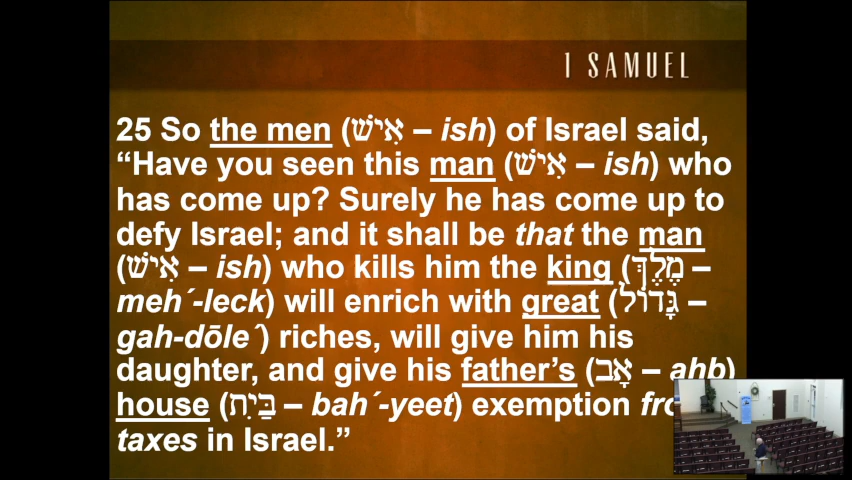 1 SAMUEL
25 So the men (אִישׁ – ish) of Israel said,
“Have you seen this man (אִישׁ – ish) who
has come up? Surely he has come up to
defy Israel; and it shall be that the man
(אִישׁ – ish) who kills him the king (מֶלֶךְ –
meh´-leck) will enrich with great (גָּדוֹל –
gah-dōle´) riches, will give him his
daughter, and give his father’s (אָב – ahb)
house (בַּיִת – bah´-yeet) exemption
taxes in Israel.”